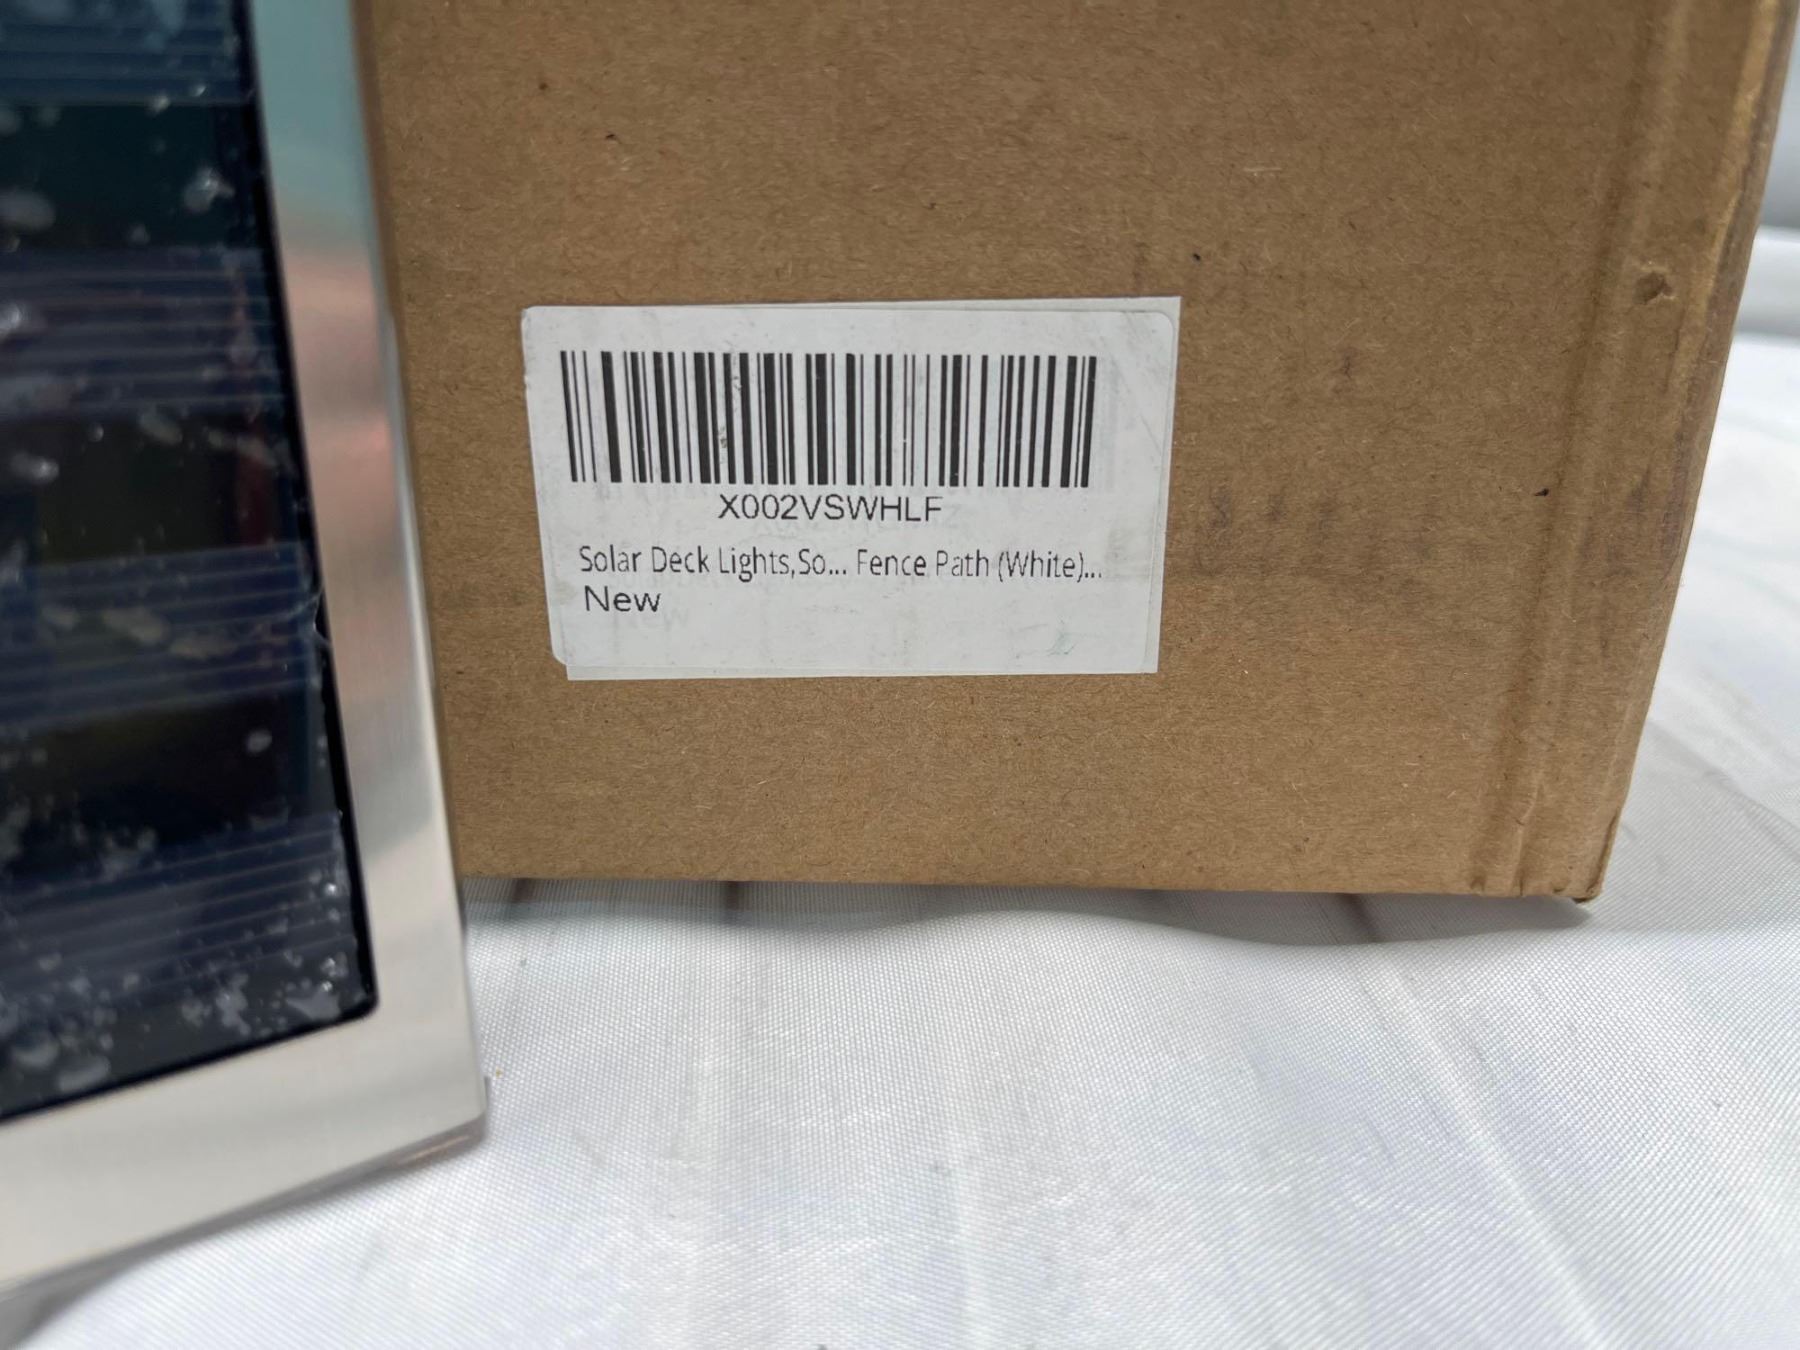 X002VSWHLF
Solar Deck Lights,So... Fence Path (White)...
New